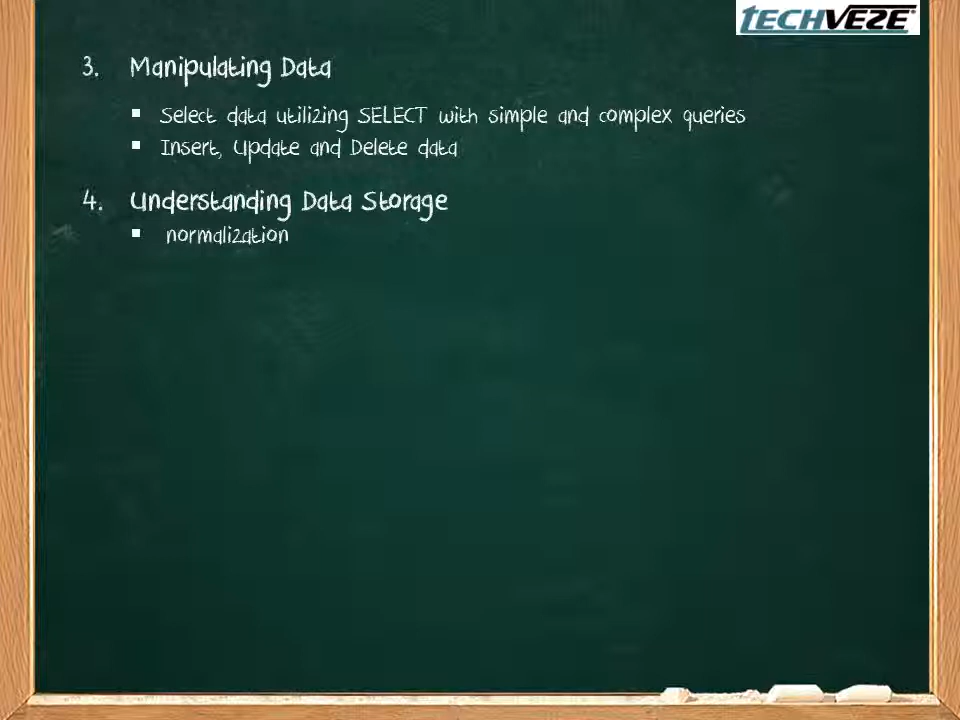 TECHVEZE
3. Manipulating Data
▪ Select data utilizing SELECT with simple and complex queries
▪ Insert, Update and Delete data
4. Understanding Data Storage
▪ normalization